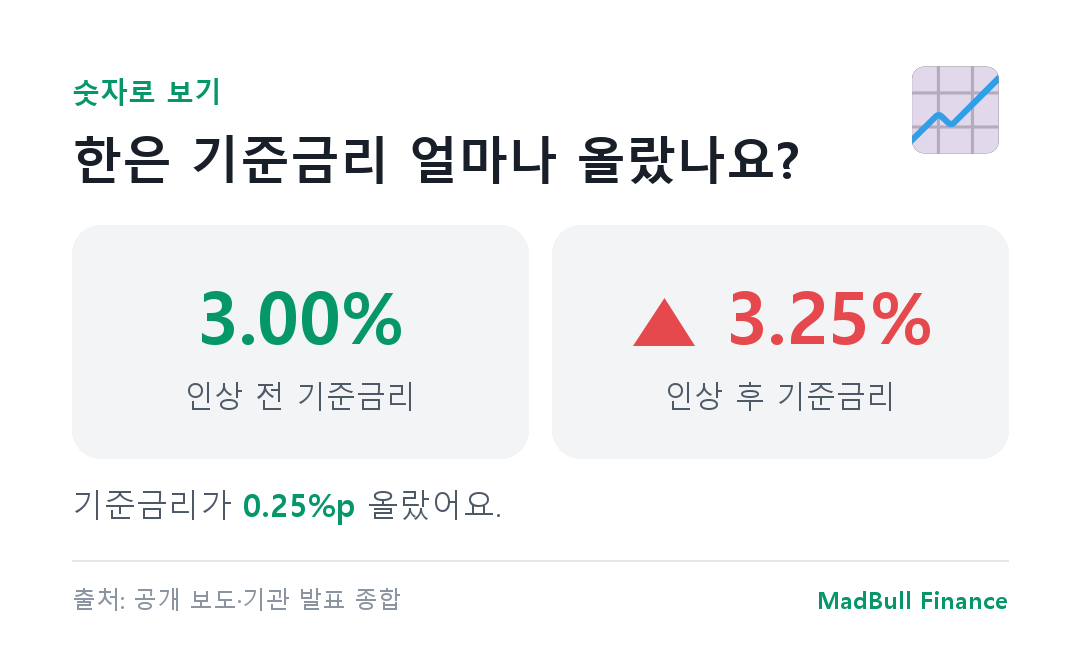 숫자로 보기
한은 기준금리 얼마나 올랐나요?
3.00%
인상 전 기준금리
▲ 3.25%
인상 후 기준금리
기준금리가 0.25%p 올랐어요.
출처: 공개 보도·기관 발표 종합
MadBull Finance